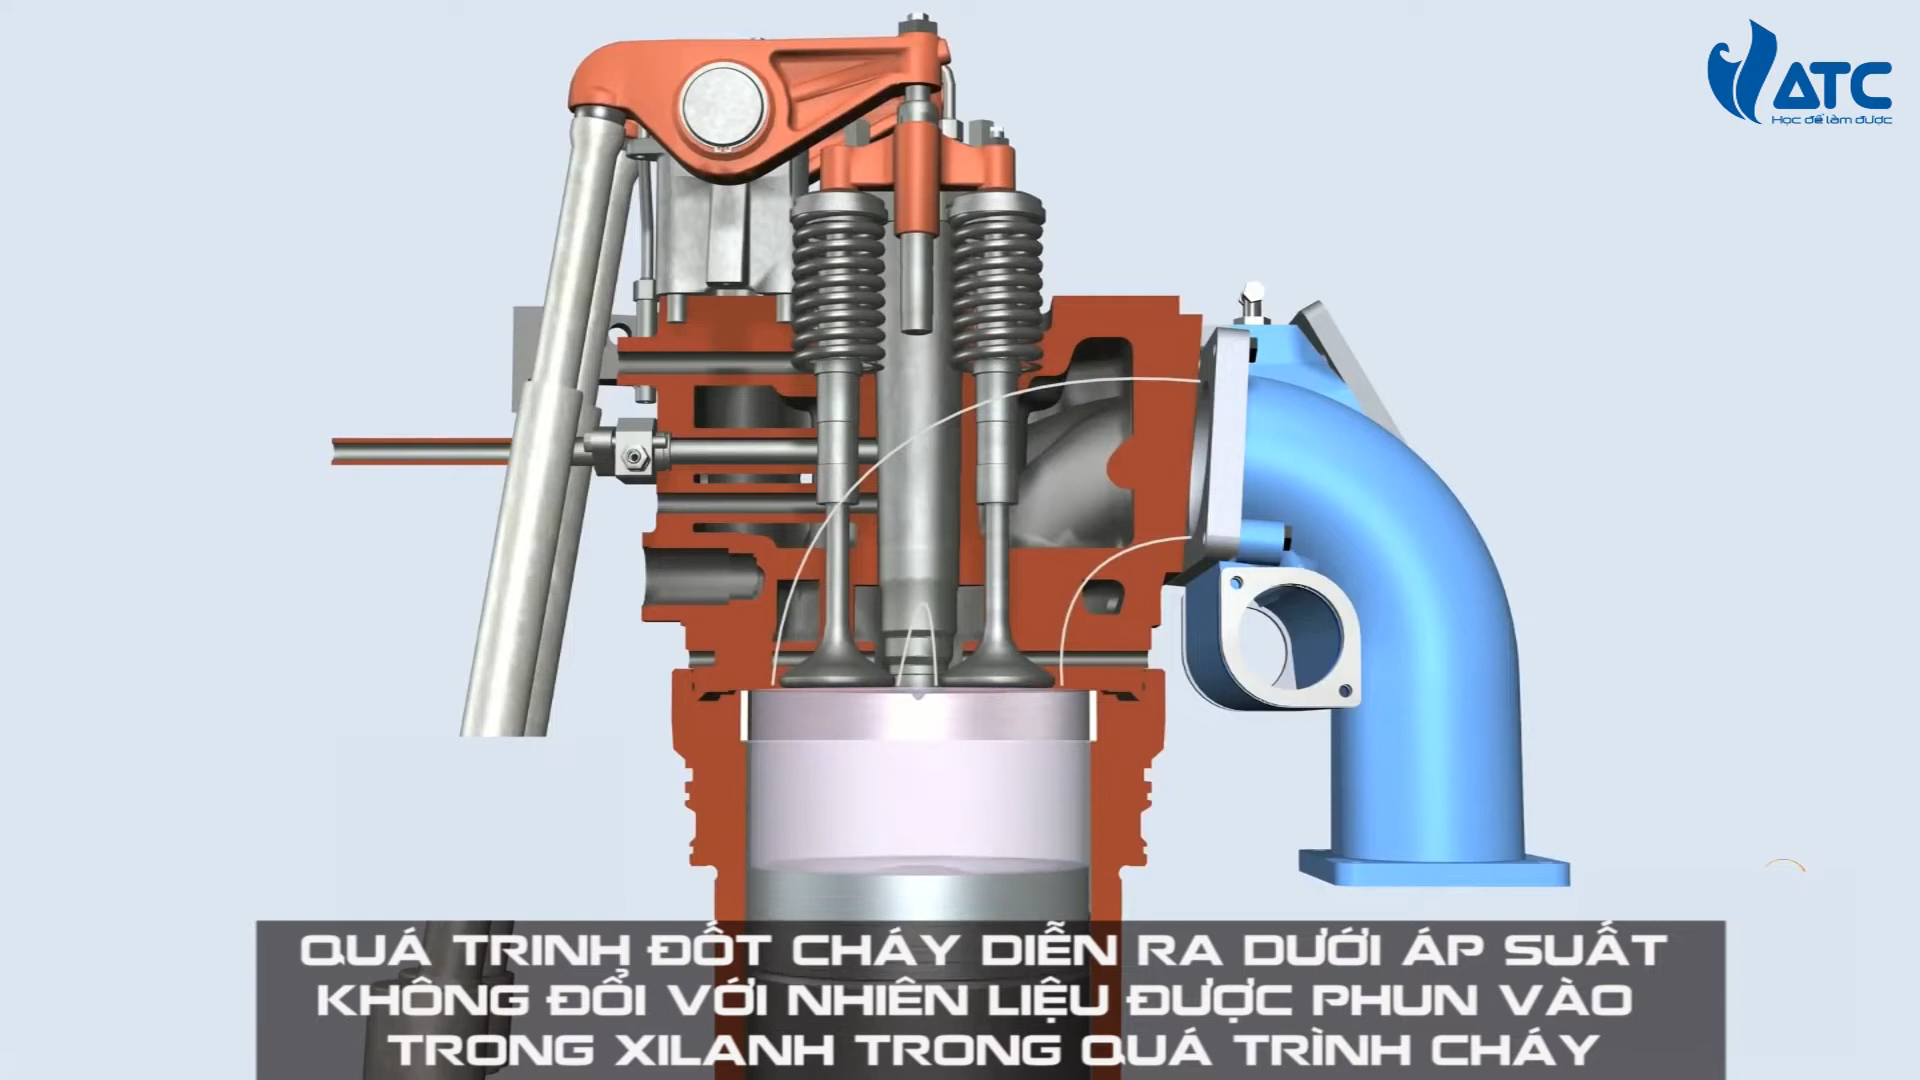 ATC
Học để làm được
QUÁ TRINH ĐỐT CHÁY DIỄN RA DƯỚI ÁP SUẤT
KHÔNG ĐỔI VỚI NHIÊN LIỆU ĐƯỢC PHUN VÀO
TRONG XILANH TRONG QUÁ TRÌNH CHÁY